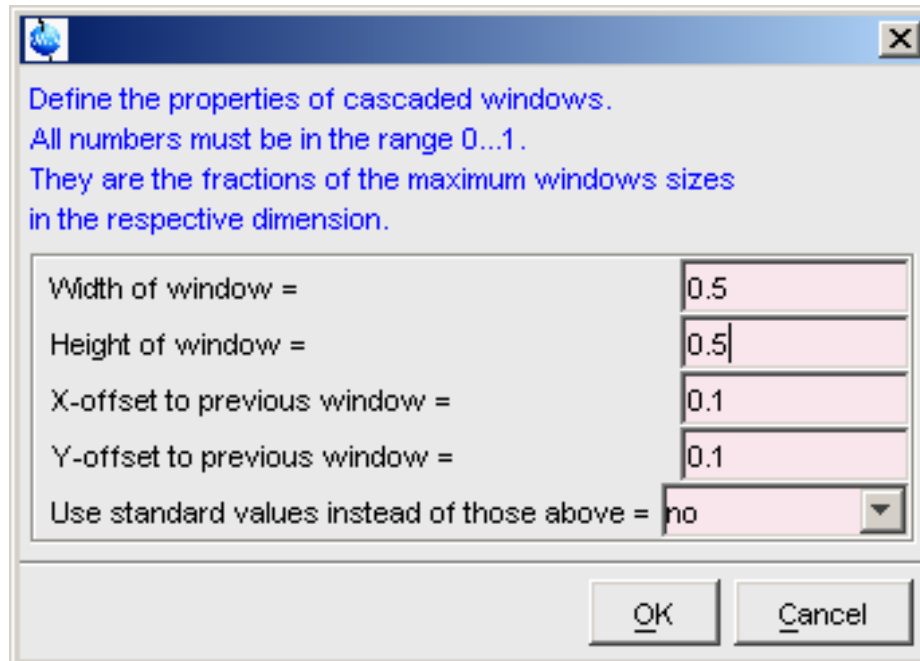 Define the properties of cascaded windows.
All numbers must be in the range 0...1.
They are the fractions of the maximum windows sizes
in the respective dimension.
Width of window = 0.5
Height of window = 0.5
X-offset to previous window = 0.1
Y-offset to previous window = 0.1
Use standard values instead of those above = no
OK Cancel